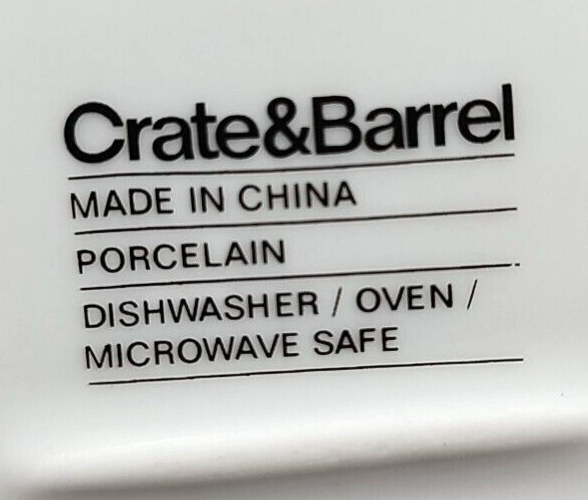 Crate&Barrel
MADE IN CHINA
PORCELAIN
DISHWASHER / OVEN /
MICROWAVE SAFE